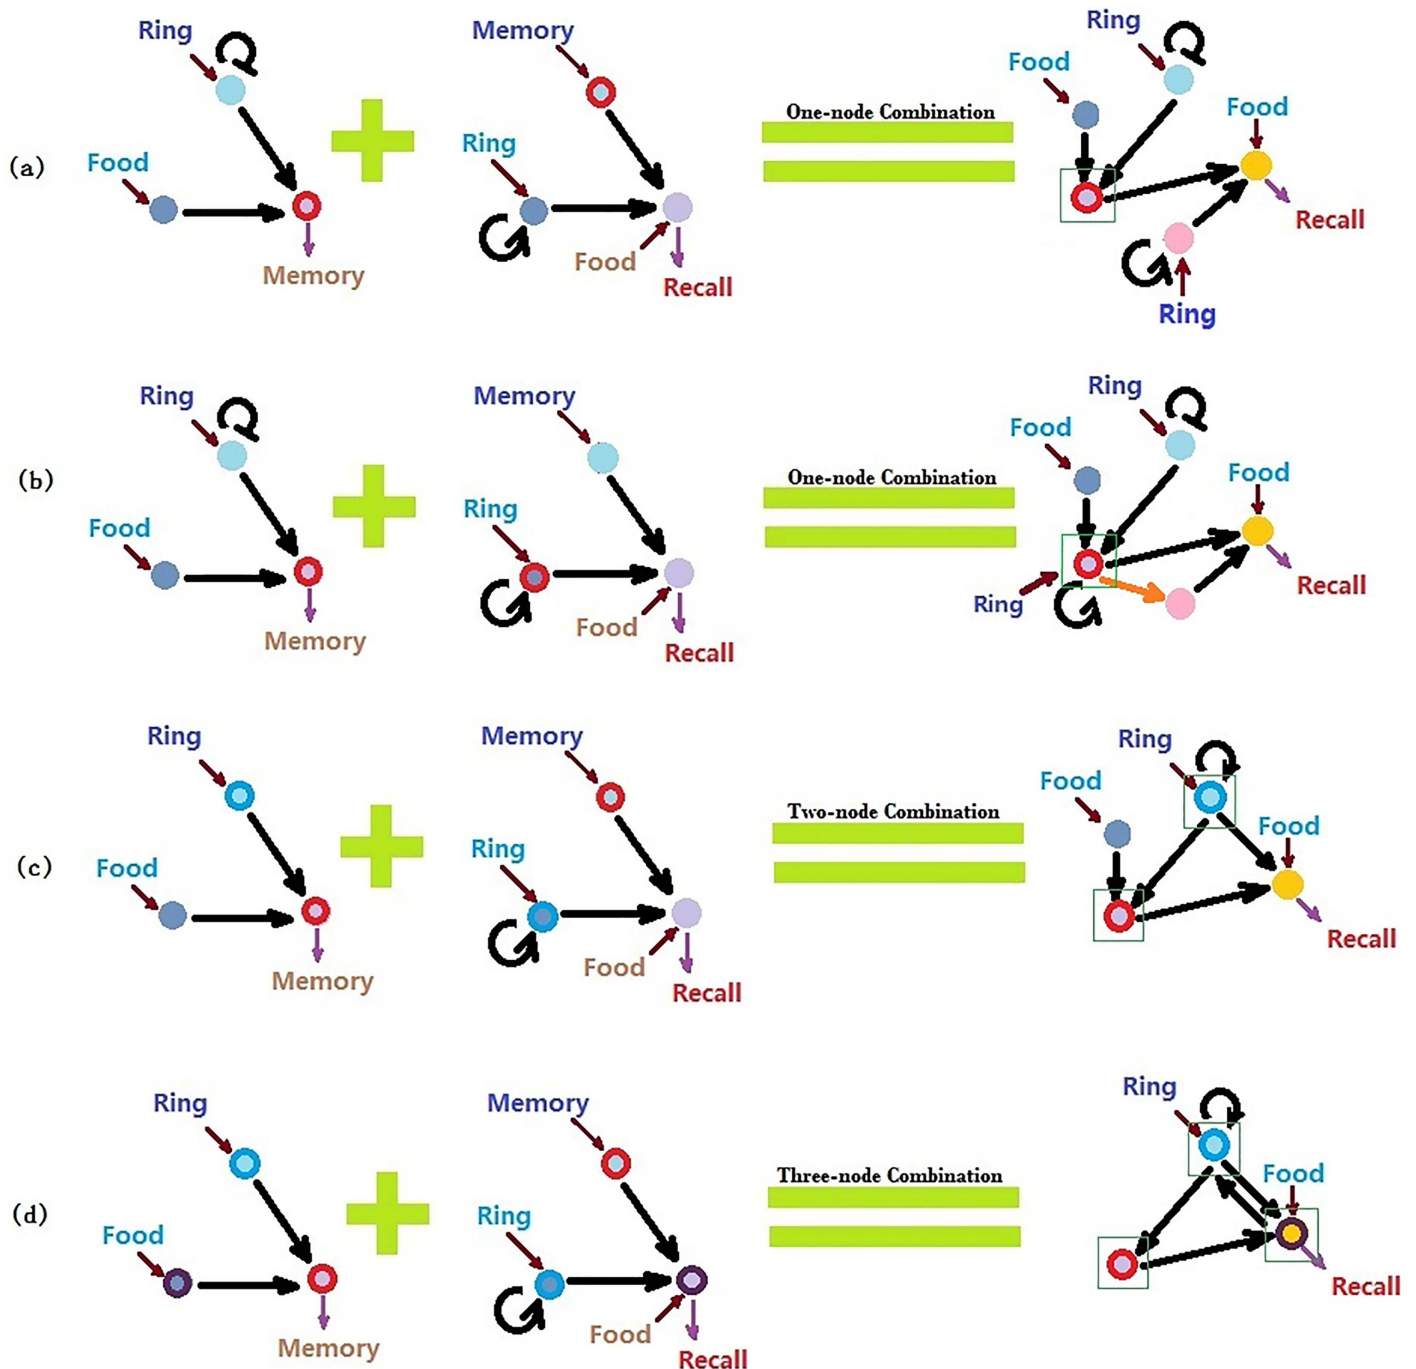 Ring
Memory
Ring
Food
One-node Combination
Food
Ring
(a)
Food
Food
Memory
Recall
Recall
Ring
Ring
Memory
Ring
Food
One-node Combination
Food
Ring
(b)
Food
Food
Memory
Recall
Ring
Recall
Ring
Memory
Ring
Food
Two-node Combination
Food
Ring
(c)
Food
Food
Memory
Recall
Recall
Ring
Memory
Ring
Three-node Combination
Food
Ring
(d)
Food
Food
Memory
Recall
Recall